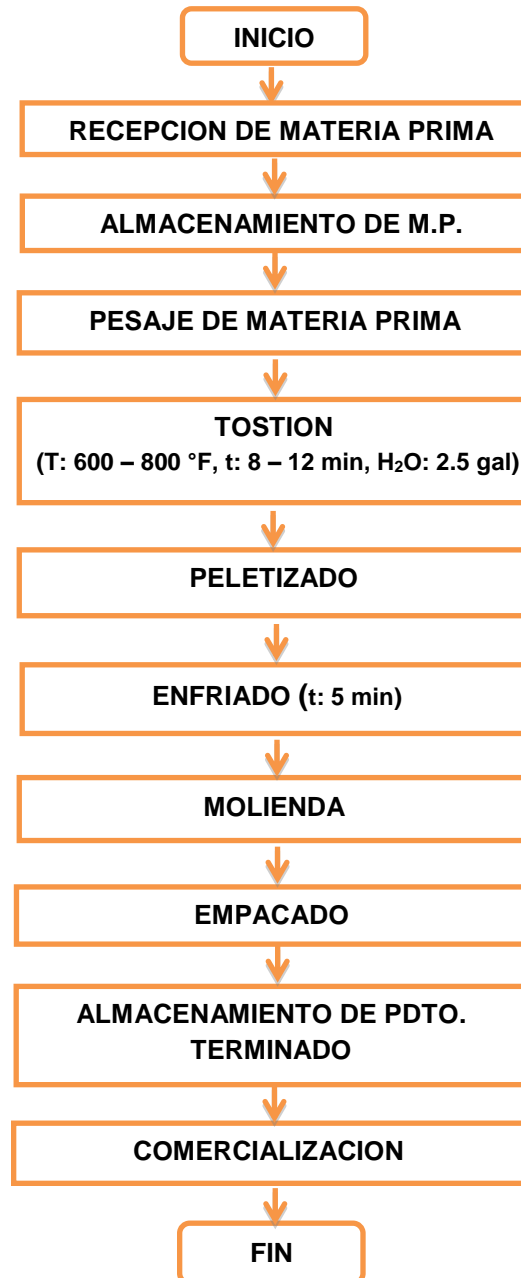 INICIO
RECEPCION DE MATERIA PRIMA
ALMACENAMIENTO DE M.P.
PESAJE DE MATERIA PRIMA
TOSTION
(T: 600 – 800 °F, t: 8 – 12 min, H₂O: 2.5 gal)
PELETIZADO
ENFRIADO (t: 5 min)
MOLIENDA
EMPACADO
ALMACENAMIENTO DE PDTO.
TERMINADO
COMERCIALIZACION
FIN